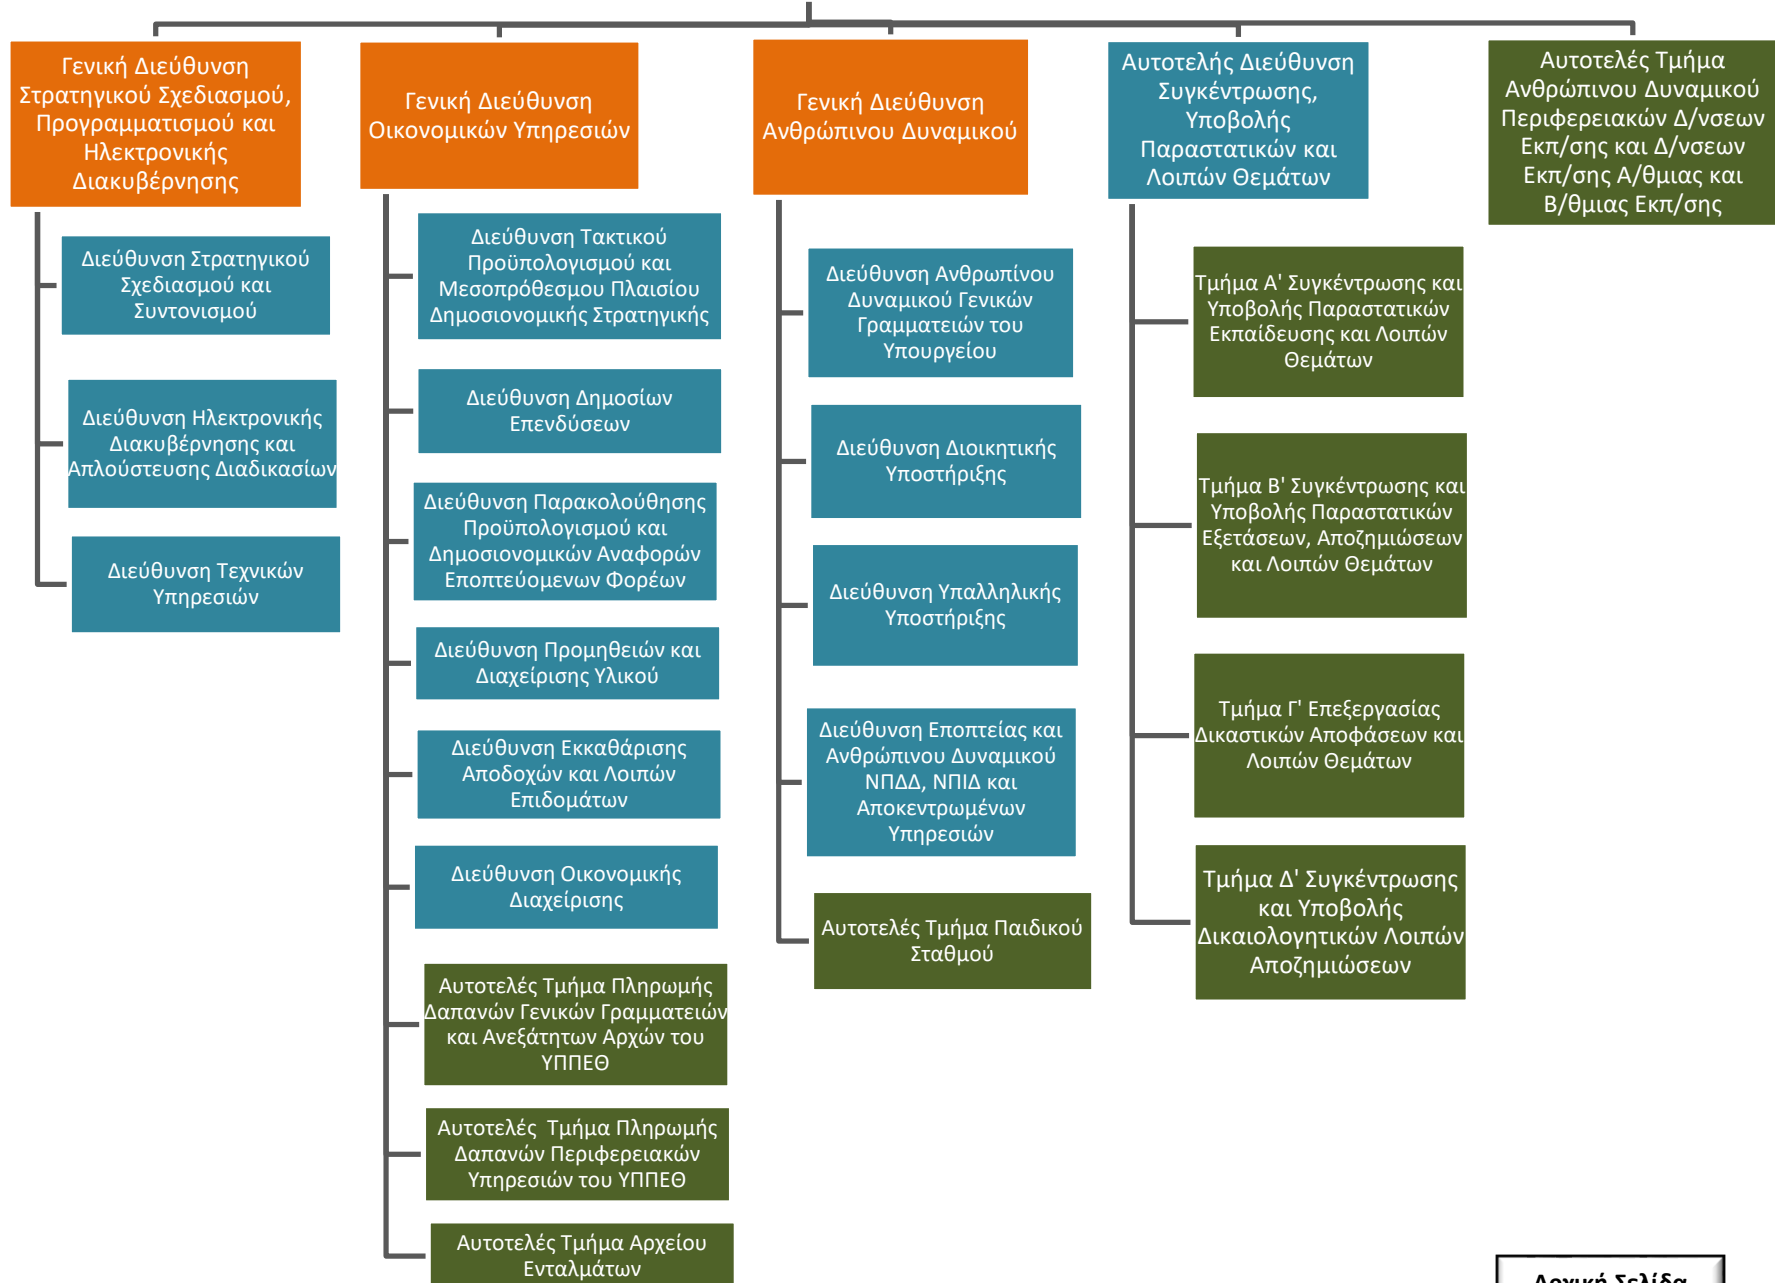 Γενική Διεύθυνση
Στρατηγικού Σχεδιασμού,
Προγραμματισμού και
Ηλεκτρονικής
Διακυβέρνησης
Διεύθυνση Στρατηγικού
Σχεδιασμού και
Συντονισμού
Διεύθυνση Ηλεκτρονικής
Διακυβέρνησης και
Απλούστευσης Διαδικασίων
Διεύθυνση Τεχνικών
Υπηρεσιών
Γενική Διεύθυνση
Οικονομικών Υπηρεσιών
Διεύθυνση Τακτικού
Προϋπολογισμού και
Μεσοπρόθεσμου Πλαισίου
Δημοσιονομικής Στρατηγικής
Διεύθυνση Δημοσίων
Επενδύσεων
Διεύθυνση Παρακολούθησης
Προϋπολογισμού και
Δημοσιονομικών Αναφορών
Εποπτεύομενων Φορέων
Διεύθυνση Προμηθειών και
Διαχείρισης Υλικού
Διεύθυνση Εκκαθάρισης
Αποδοχών και Λοιπών
Επιδομάτων
Διεύθυνση Οικονομικής
Διαχείρισης
Αυτοτελές Τμήμα Πληρωμής
Δαπανών Γενικών Γραμματειών
και Ανεξάτητων Αρχών του
ΥΠΠΕΘ
Αυτοτελές Τμήμα Πληρωμής
Δαπανών Περιφερειακών
Υπηρεσιών του ΥΠΠΕΘ
Αυτοτελές Τμήμα Αρχείου
Ενταλμάτων
Γενική Διεύθυνση
Ανθρώπινου Δυναμικού
Διεύθυνση Ανθρωπίνου
Δυναμικού Γενικών
Γραμματειών του
Υπουργείου
Διεύθυνση Διοικητικής
Υποστήριξης
Διεύθυνση Υπαλληλικής
Υποστήριξης
Διεύθυνση Εποπτείας και
Ανθρώπινου Δυναμικού
ΝΠΔΔ, ΝΠΙΔ και
Αποκεντρωμένων
Υπηρεσιών
Αυτοτελές Τμήμα Παιδικού
Σταθμού
Αυτοτελής Διεύθυνση
Συγκέντρωσης,
Υποβολής
Παραστατικών και
Λοιπών Θεμάτων
Τμήμα Α' Συγκέντρωσης και
Υποβολής Παραστατικών
Εκπαίδευσης και Λοιπών
Θεμάτων
Τμήμα Β' Συγκέντρωσης και
Υποβολής Παραστατικών
Εξετάσεων, Αποζημιώσεων
και Λοιπών Θεμάτων
Τμήμα Γ' Επεξεργασίας
Δικαστικών Αποφάσεων και
Λοιπών Θεμάτων
Τμήμα Δ' Συγκέντρωσης
και Υποβολής
Δικαιολογητικών Λοιπών
Αποζημιώσεων
Αυτοτελές Τμήμα
Ανθρώπινου Δυναμικού
Περιφερειακών Δ/νσεων
Εκπ/σης και Δ/νσεων
Εκπ/σης Α/θμιας και
Β/θμιας Εκπ/σης
Αρχική Σελίδα